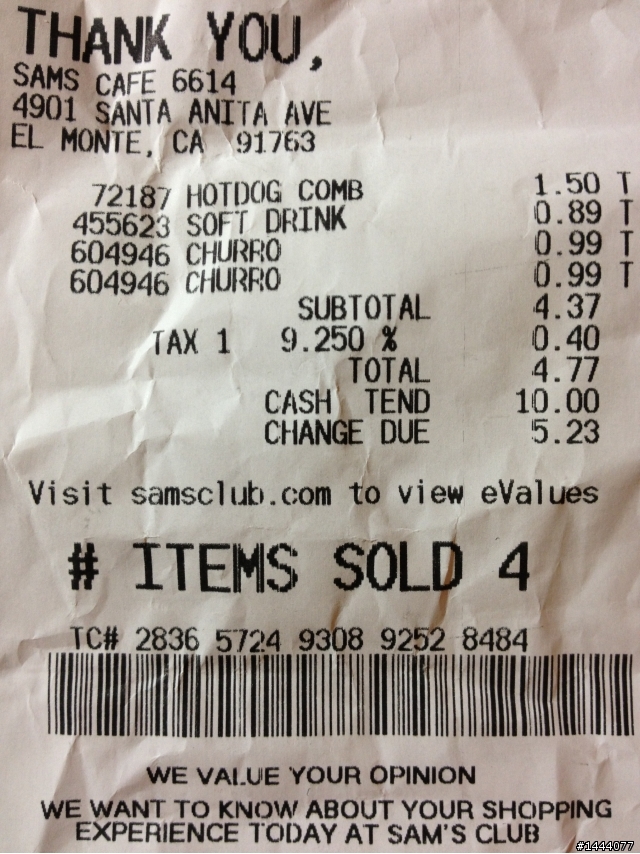 THANK YOU,
SAMS CAFE 6614
4901 SANTA ANITA AVE
EL MONTE, CA 91763
72187 HOTDOG COMB 1.50 T
455623 SOFT DRINK 0.89 T
604946 CHURRO 0.99 T
604946 CHURRO 0.99 T
SUBTOTAL 4.37
TAX 1 9.250 % 0.40
TOTAL 4.77
CASH TEND 10.00
CHANGE DUE 5.23
Visit samsclub.com to view eValues
# ITEMS SOLD 4
TC# 2836 5724 9308 9252 8484
WE VALUE YOUR OPINION
WE WANT TO KNOW ABOUT YOUR SHOPPING
EXPERIENCE TODAY AT SAM'S CLUB
#1444077